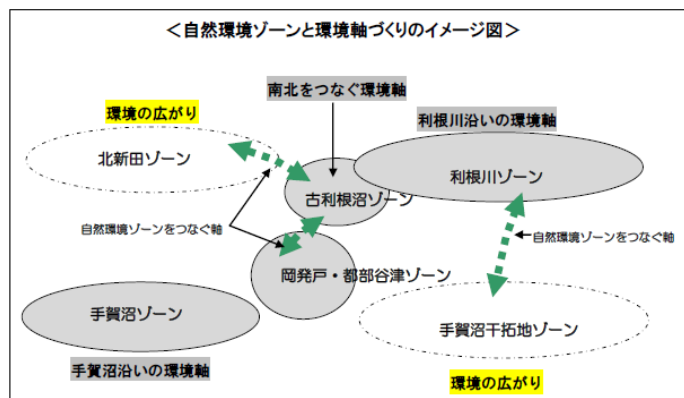 ＜自然環境ゾーンと環境軸づくりのイメージ図＞
南北をつなぐ環境軸
環境の広がり
利根川沿いの環境軸
北新田ゾーン
利根川ゾーン
古利根沼ゾーン
自然環境ゾーンをつなぐ軸
自然環境ゾーンをつなぐ軸
岡発戸・都部谷津ゾーン
手賀沼ゾーン
手賀沼干拓地ゾーン
手賀沼沿いの環境軸
環境の広がり